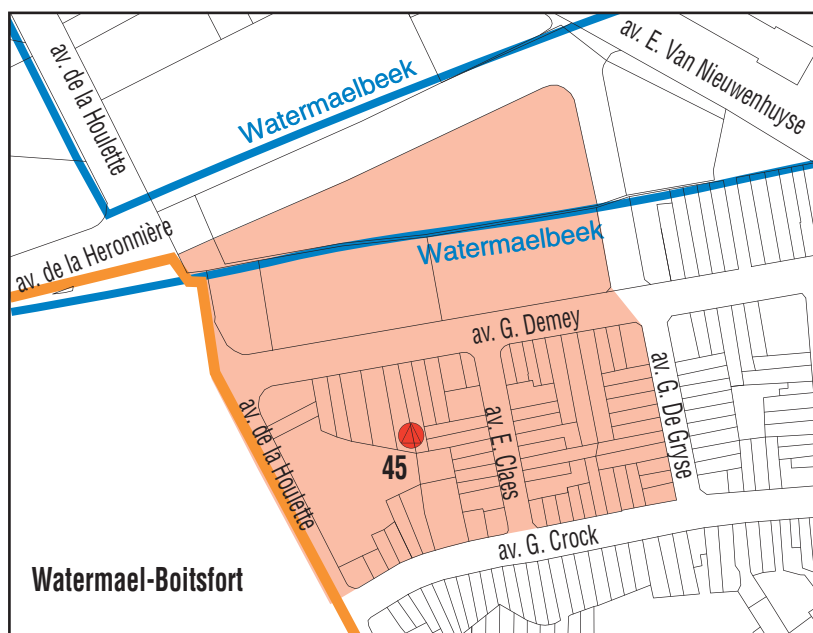 av. de la Houlette
Watermaelbeek
av. E. Van Nieuwenhuyse
av. de la Heronnière
Watermaelbeek
av. G. Demey
av. de la Houlette
45
av. E. Claes
av. G. De Gryse
av. G. Crock
Watermael-Boitsfort